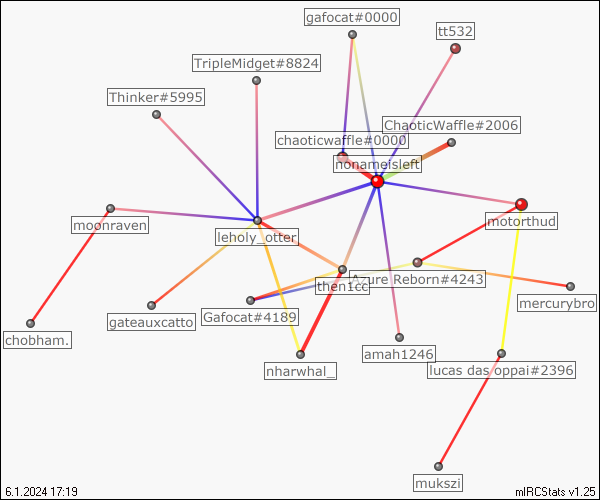 gafocat#0000
tt532
TripleMidget#8824
Thinker#5995
ChaoticWaffle#2006
chaoticwaffle#0000
nonameisleft
moonraven
motorthud
leholy_otter
Azure Reborn#4243
then1cc
mercurybro
Gafocat#4189
gateauxcatto
chobham.
amah1246
nharwhal_
lucas das oppai#2396
mukszi
6.1.2024 17:19
mIRCStats v1.25